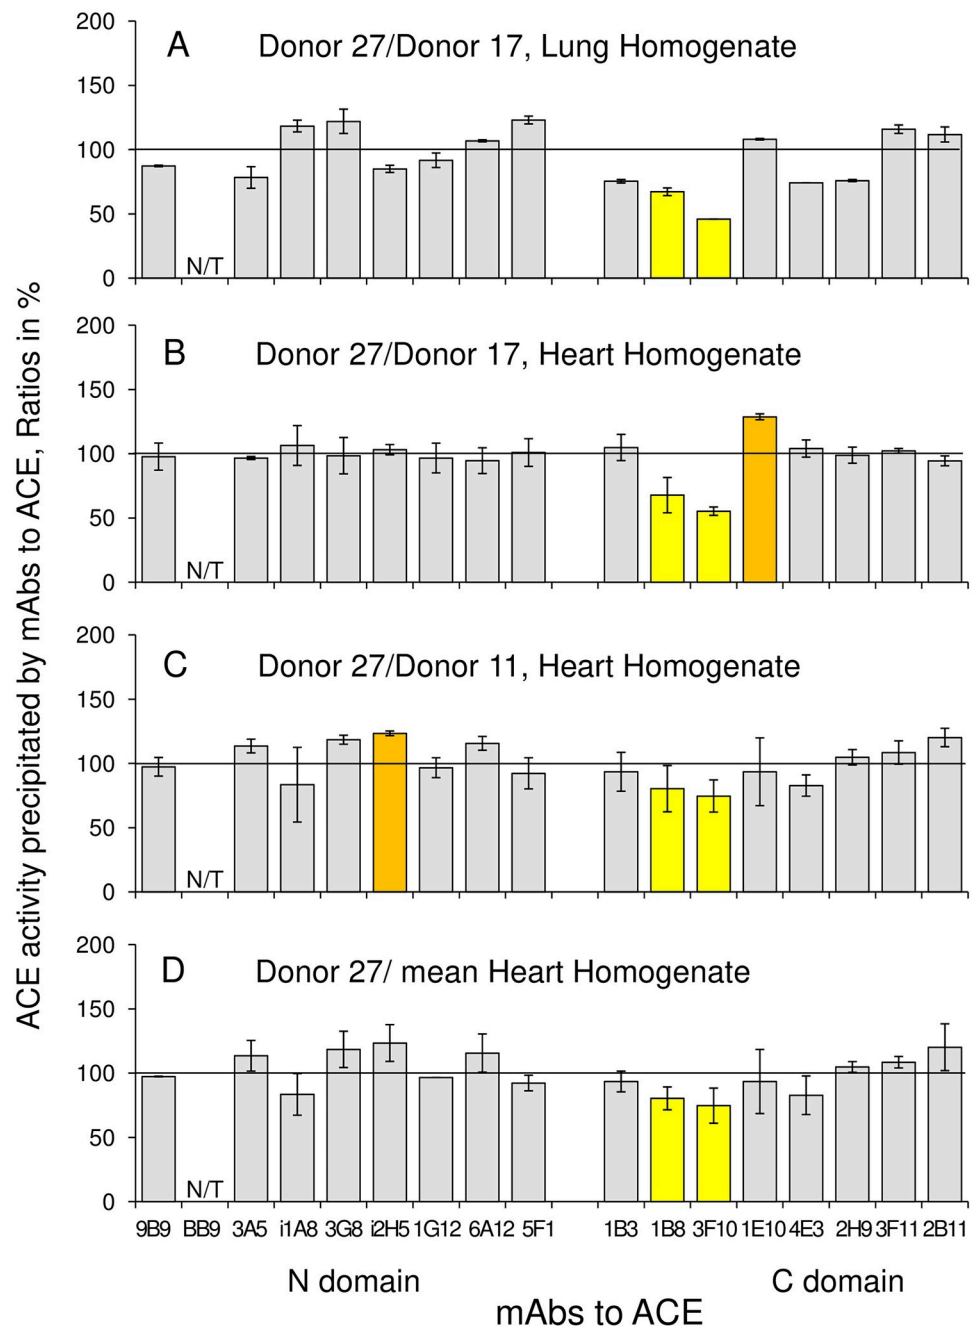 ACE activity precipitated by mAbs to ACE, Ratios in %
A Donor 27/Donor 17, Lung Homogenate
200
150
100
50
0
N/T
B Donor 27/Donor 17, Heart Homogenate
200
150
100
50
0
N/T
C Donor 27/Donor 11, Heart Homogenate
200
150
100
50
0
N/T
D Donor 27/ mean Heart Homogenate
200
150
100
50
0
N/T
9B9 BB9 3A5 i1A8 3G8 i2H5 1G12 6A12 5F1 1B3 1B8 3F10 1E10 4E3 2H9 3F11 2B11
N domain C domain
mAbs to ACE